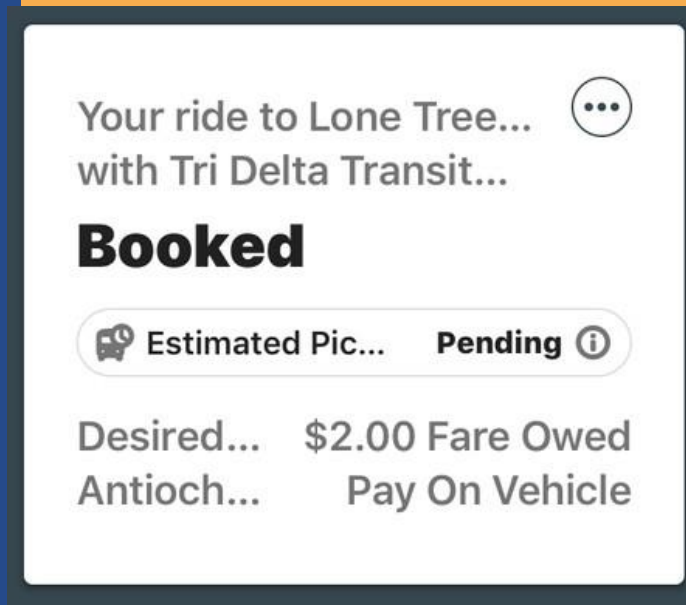 Your ride to Lone Tree...
with Tri Delta Transit...
Booked
Estimated Pic... Pending
Desired... $2.00 Fare Owed
Antioch... Pay On Vehicle